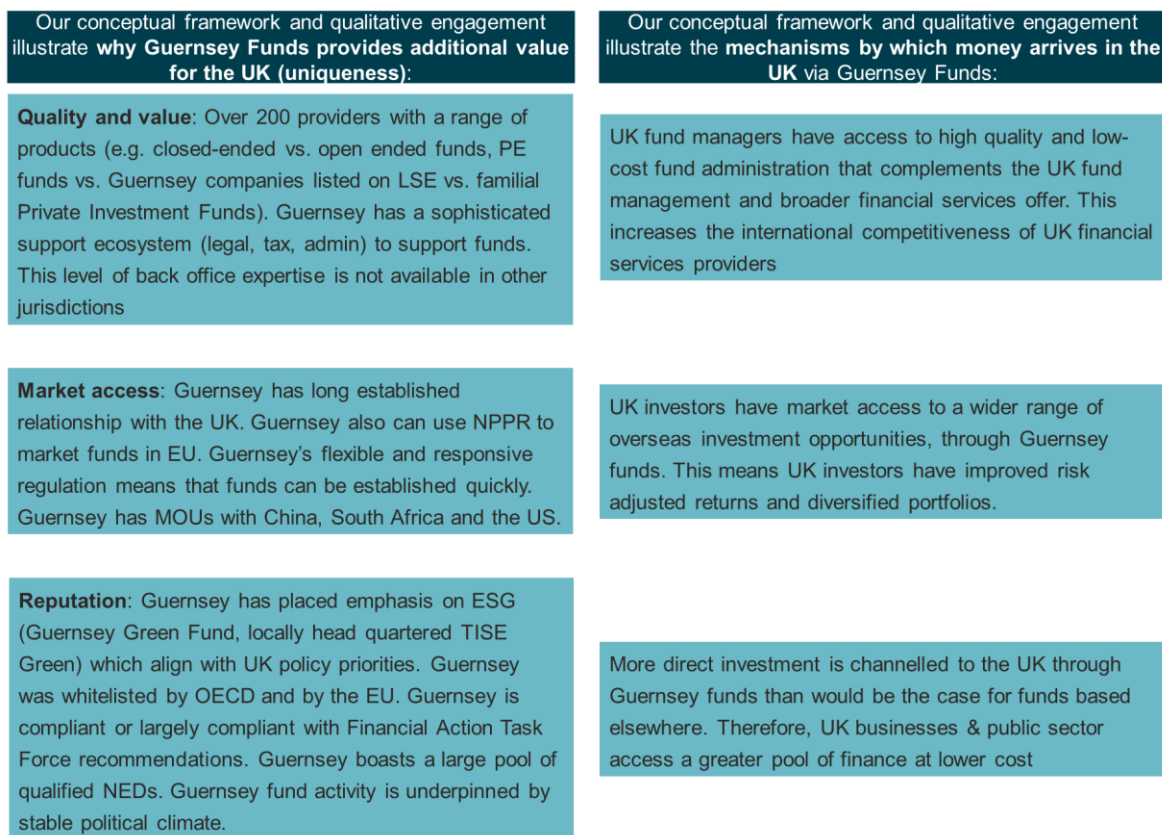 Our conceptual framework and qualitative engagement
illustrate why Guernsey Funds provides additional value
for the UK (uniqueness):
Quality and value: Over 200 providers with a range of
products (e.g. closed-ended vs. open ended funds, PE
funds vs. Guernsey companies listed on LSE vs. familial
Private Investment Funds). Guernsey has a sophisticated
support ecosystem (legal, tax, admin) to support funds.
This level of back office expertise is not available in other
jurisdictions
Market access: Guernsey has long established
relationship with the UK. Guernsey also can use NPPR to
market funds in EU. Guernsey's flexible and responsive
regulation means that funds can be established quickly.
Guernsey has MOUs with China, South Africa and the US.
Reputation: Guernsey has placed emphasis on ESG
(Guernsey Green Fund, locally head quartered TISE
Green) which align with UK policy priorities. Guernsey
was whitelisted by OECD and by the EU. Guernsey is
compliant or largely compliant with Financial Action Task
Force recommendations. Guernsey boasts a large pool of
qualified NEDs. Guernsey fund activity is underpinned by
stable political climate.
Our conceptual framework and qualitative engagement
illustrate the mechanisms by which money arrives in the
UK via Guernsey Funds:
UK fund managers have access to high quality and low-
cost fund administration that complements the UK fund
management and broader financial services offer. This
increases the international competitiveness of UK financial
services providers
UK investors have market access to a wider range of
overseas investment opportunities, through Guernsey
funds. This means UK investors have improved risk
adjusted returns and diversified portfolios.
More direct investment is channelled to the UK through
Guernsey funds than would be the case for funds based
elsewhere. Therefore, UK businesses & public sector
access a greater pool of finance at lower cost